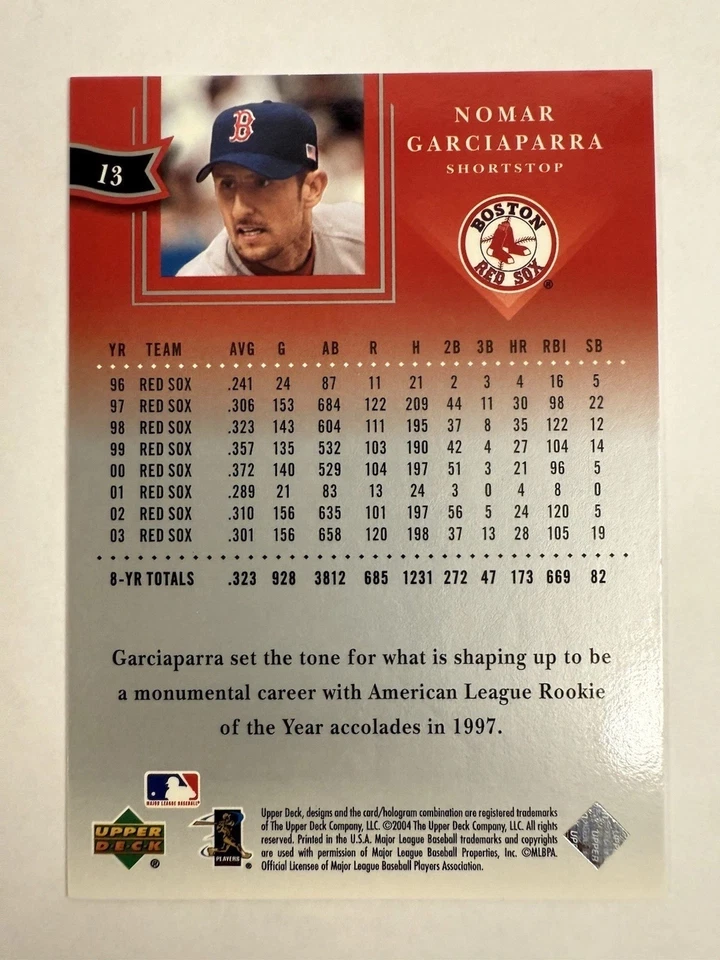 13
B
NOMAR
GARCIAPARRA
SHORTSTOP
BOSTON
RED SOX
®
YR TEAM AVG G AB R H 2B 3B HR RBI SB
96 RED SOX .241 24 87 11 21 2 3 4 16 5
97 RED SOX .306 153 684 122 209 44 11 30 98 22
98 RED SOX .323 143 604 111 195 37 8 35 122 12
99 RED SOX .357 135 532 103 190 42 4 27 104 14
00 RED SOX .372 140 529 104 197 51 3 21 96 5
01 RED SOX .289 21 83 13 24 3 0 4 8 0
02 RED SOX .310 156 635 101 197 56 5 24 120 5
03 RED SOX .301 156 658 120 198 37 13 28 105 19
8-YR TOTALS .323 928 3812 685 1231 272 47 173 669 82
Garciaparra set the tone for what is shaping up to be
a monumental career with American League Rookie
of the Year accolades in 1997.
MAJOR LEAGUE BASEBALL
UPPER
DECK
®
PLAYERS
®
Upper Deck, designs and the card/hologram combination are registered trademarks
of The Upper Deck Company, LLC. ©2004 The Upper Deck Company, LLC. All rights
reserved. Printed in the U.S.A. Major League Baseball trademarks and copyrights
are used with permission of Major League Baseball Properties, Inc. ©MLBPA.
Official Licensee of Major League Baseball Players Association.
UPPER